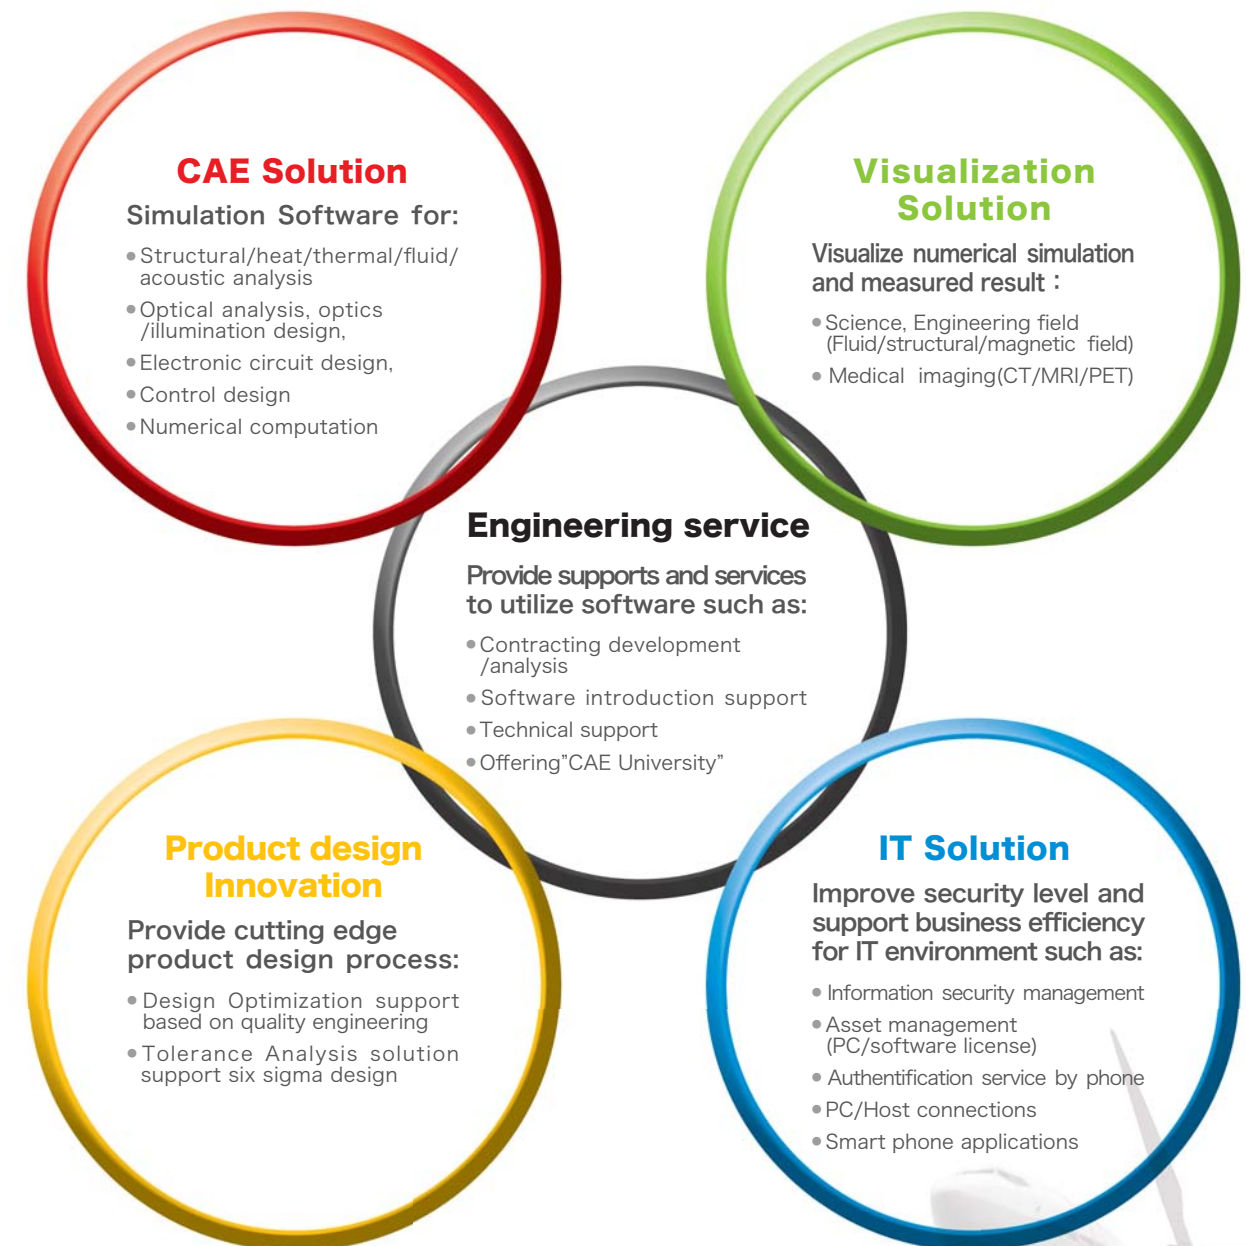 CAE Solution
Simulation Software for:
• Structural/heat/thermal/fluid/
acoustic analysis
• Optical analysis, optics
/illumination design,
• Electronic circuit design,
• Control design
• Numerical computation
Visualization
Solution
Visualize numerical simulation
and measured result：
• Science, Engineering field
(Fluid/structural/magnetic field)
• Medical imaging(CT/MRI/PET)
Engineering service
Provide supports and services
to utilize software such as:
• Contracting development
/analysis
• Software introduction support
• Technical support
• Offering”CAE University”
Product design
Innovation
Provide cutting edge
product design process:
• Design Optimization support
based on quality engineering
• Tolerance Analysis solution
support six sigma design
IT Solution
Improve security level and
support business efficiency
for IT environment such as:
• Information security management
• Asset management
(PC/software license)
• Authentification service by phone
• PC/Host connections
• Smart phone applications